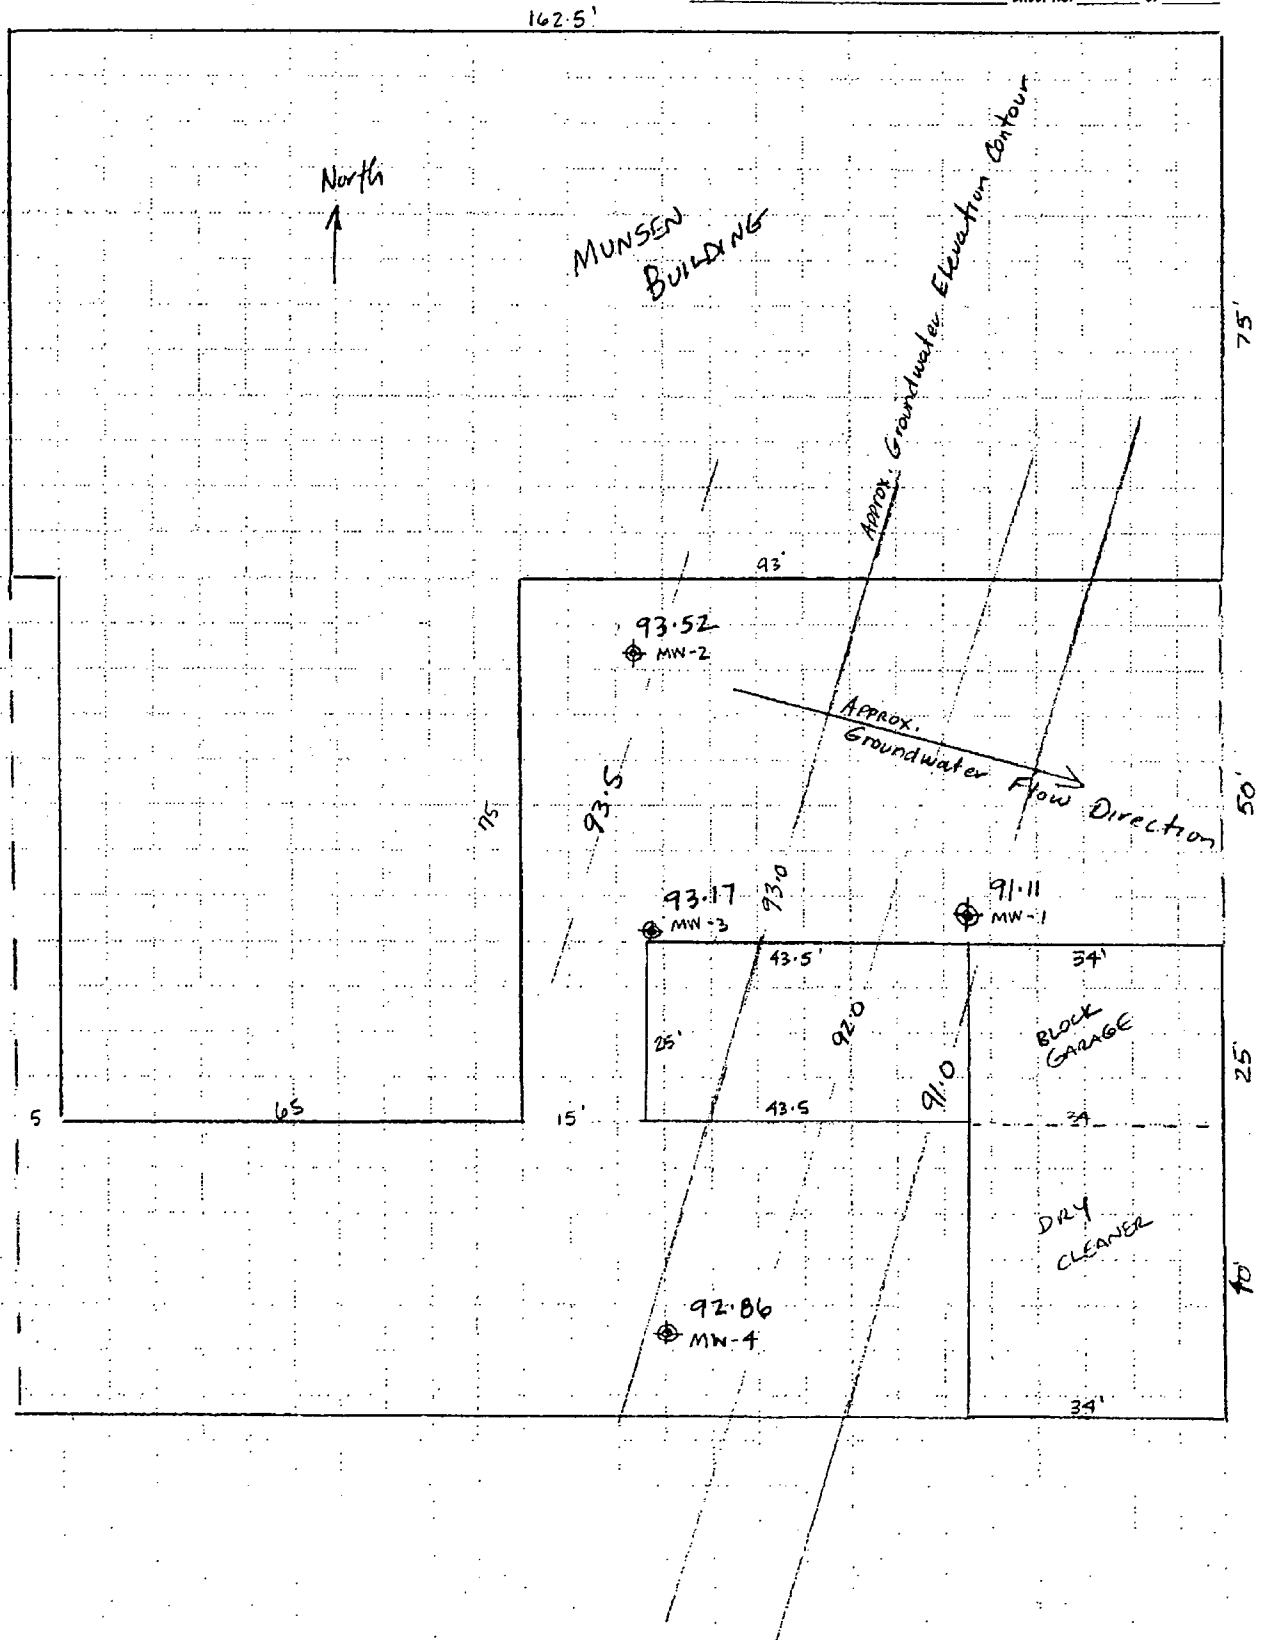 162.5'
North
MUNSEN
BUILDING
Approx. Groundwater Elevation Contour
75'
93'
93.52
MW-2
APPROX.
Groundwater Flow Direction
93.5
75
50'
93.17
MW-3
93.0
91.11
MW-1
43.5'
34'
25'
92.0
BLOCK
GARAGE
25'
91.0
5
65
15'
43.5
34
DRY
CLEANER
40'
92.86
MW-4
34'